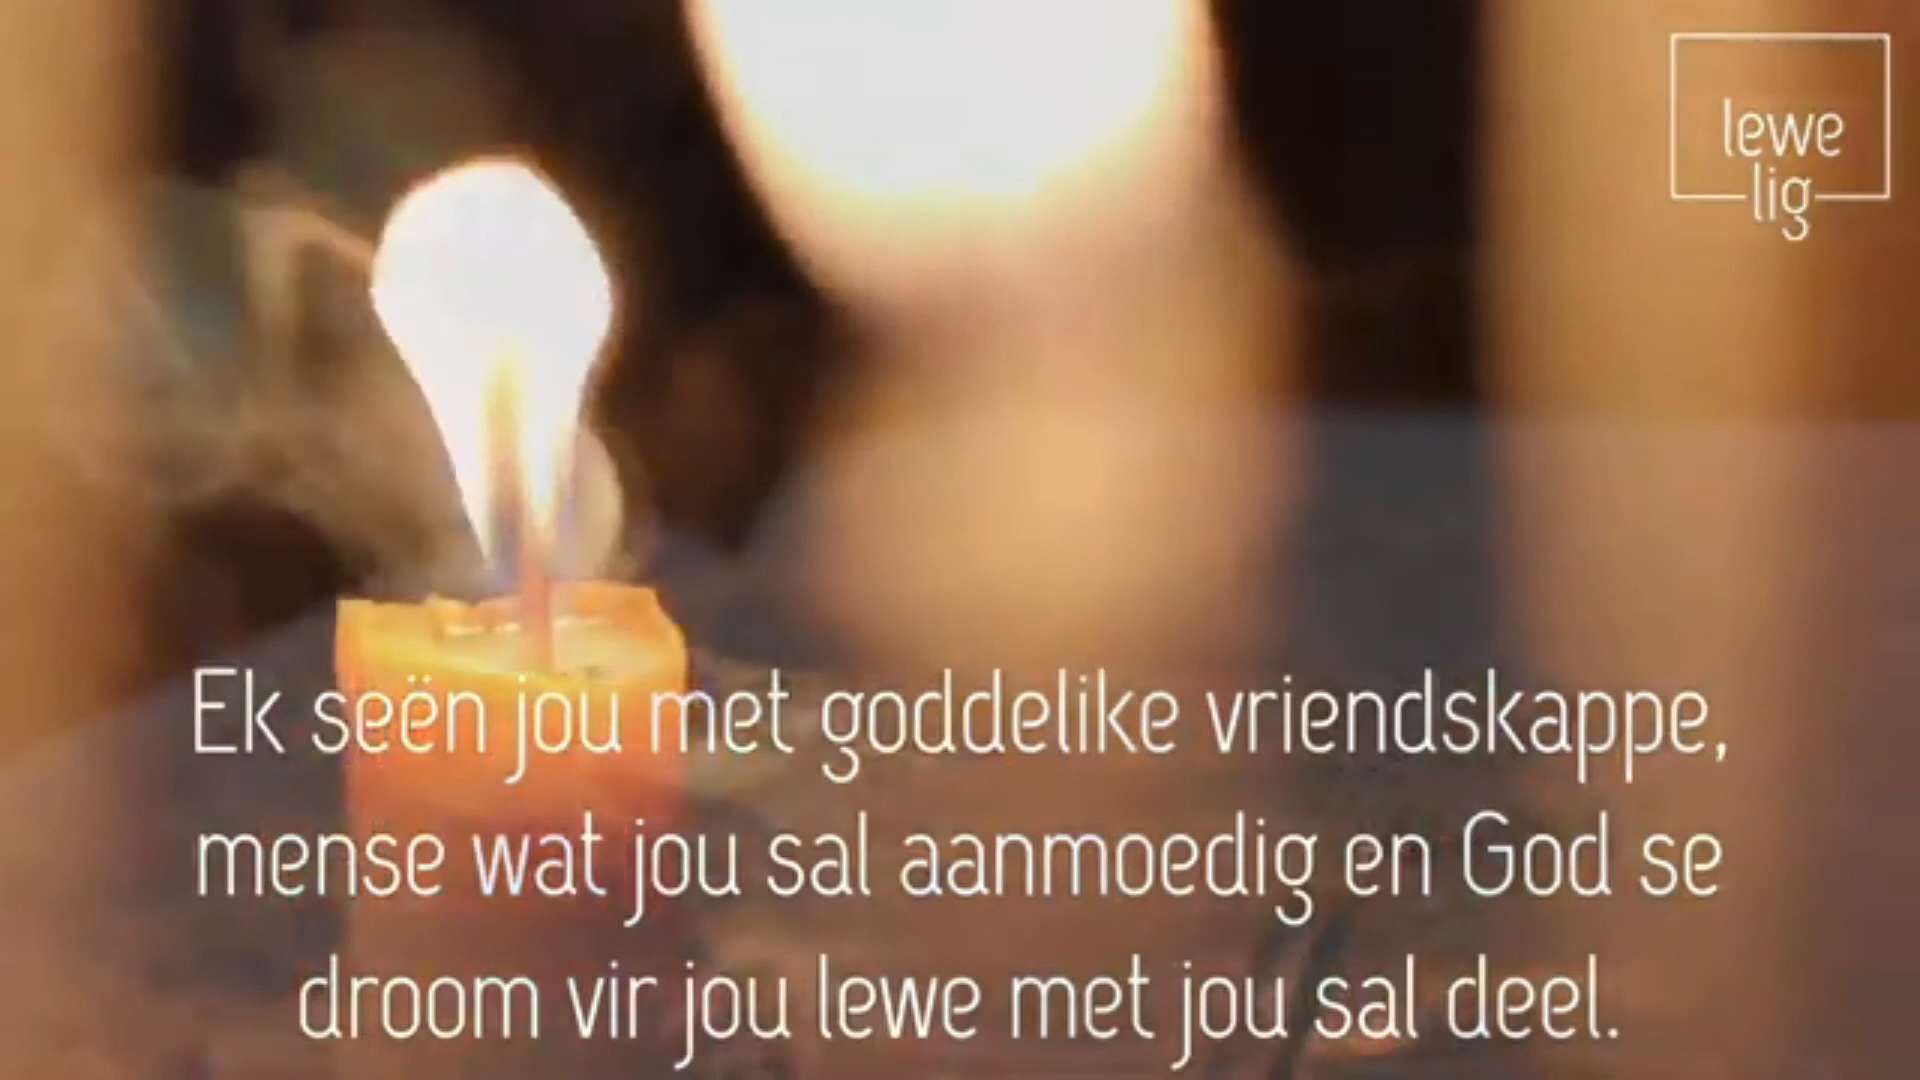 lewe
lig
Ek seën jou met goddelike vriendskappe,
mense wat jou sal aanmoedig en God se
droom vir jou lewe met jou sal deel.